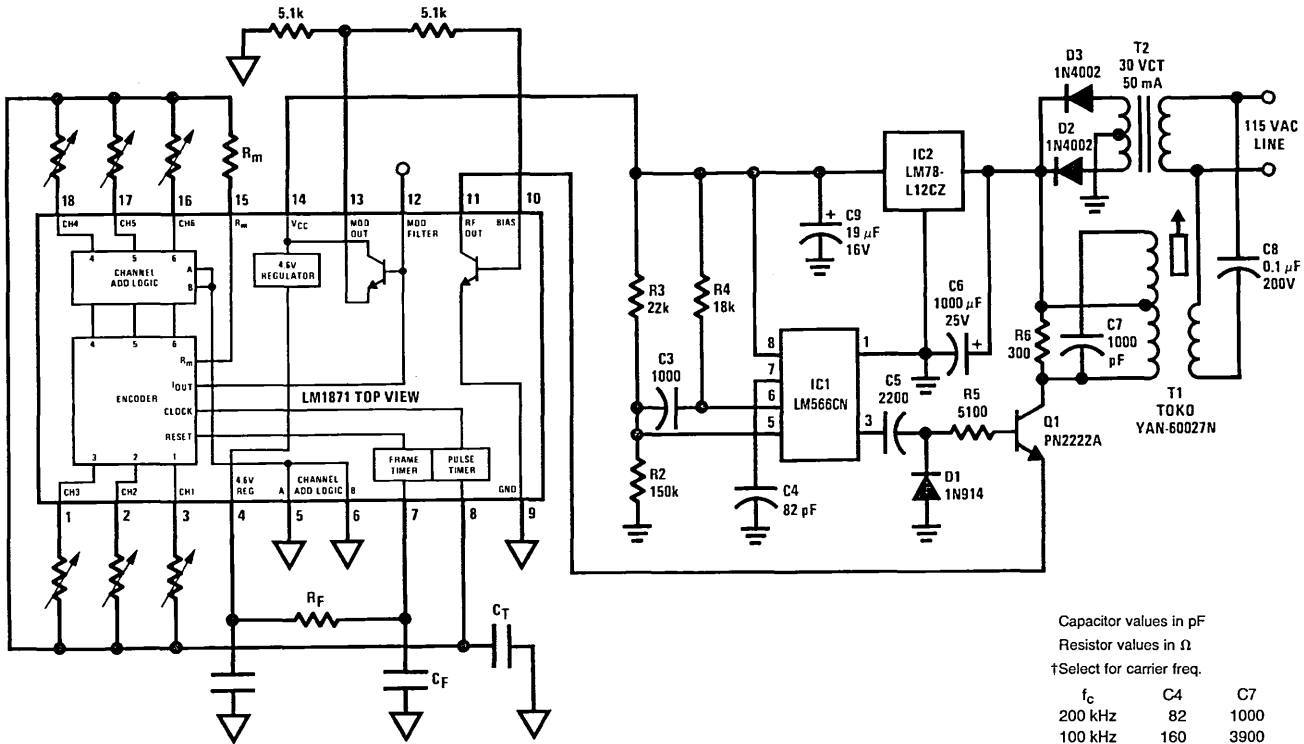 5.1k
5.1k
Rm
18
17
16
15
14
13
12
11
10
CH4
CH5
CH6
Rm
VCC
MOD OUT
MOD FILTER
RF OUT
BIAS
4
5
6
CHANNEL ADD LOGIC
A
B
4.6V REGULATOR
4
5
6
Rm
IOUT
ENCODER
CLOCK
RESET
3
2
1
LM1871 TOP VIEW
FRAME TIMER
PULSE TIMER
CH3
CH2
CH1
4.6V REG
A
CHANNEL ADD LOGIC
B
GND
1
2
3
4
5
6
7
8
9
RF
CF
CT
D3
1N4002
T2
30 VCT
50 mA
D2
1N4002
115 VAC
LINE
IC2
LM78-
L12CZ
C9
19 µF
16V
R3
22k
R4
18k
C6
1000 µF
25V
C8
0.1 µF
200V
R6
300
C7
1000
pF
T1
TOKO
YAN-60027N
8
7
6
5
1
3
IC1
LM566CN
C3
1000
C5
2200
R5
5100
Q1
PN2222A
R2
150k
C4
82 pF
D1
1N914
Capacitor values in pF
Resistor values in Ω
†Select for carrier freq.
fc C4 C7
200 kHz 82 1000
100 kHz 160 3900